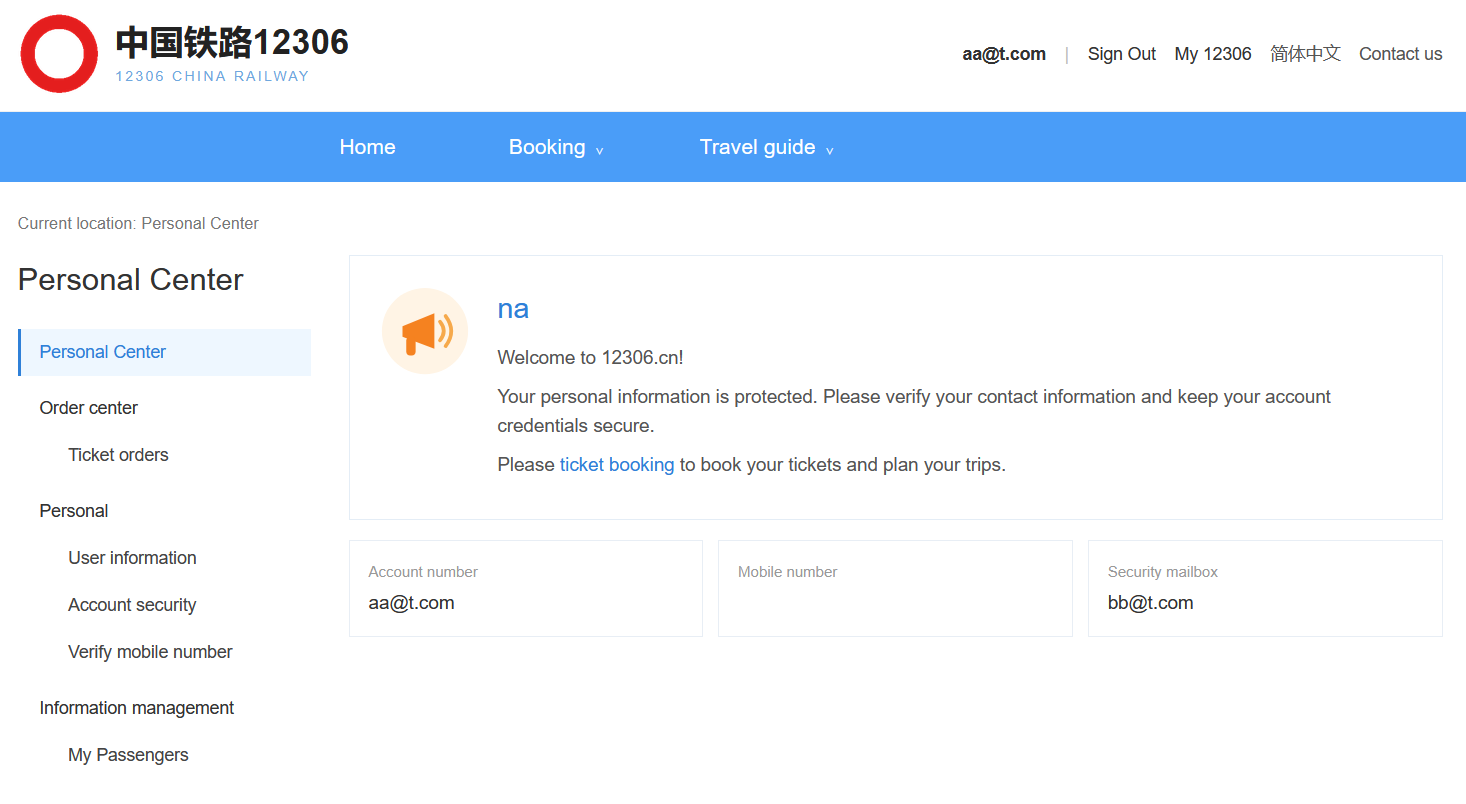 中国铁路12306
12306 CHINA RAILWAY
aa@t.com | Sign Out My 12306 简体中文 Contact us
Home Booking Travel guide
Current location: Personal Center
Personal Center
Personal Center
Order center
Ticket orders
Personal
User information
Account security
Verify mobile number
Information management
My Passengers
na
Welcome to 12306.cn!
Your personal information is protected. Please verify your contact information and keep your account
credentials secure.
Please ticket booking to book your tickets and plan your trips.
Account number
aa@t.com
Mobile number
Security mailbox
bb@t.com